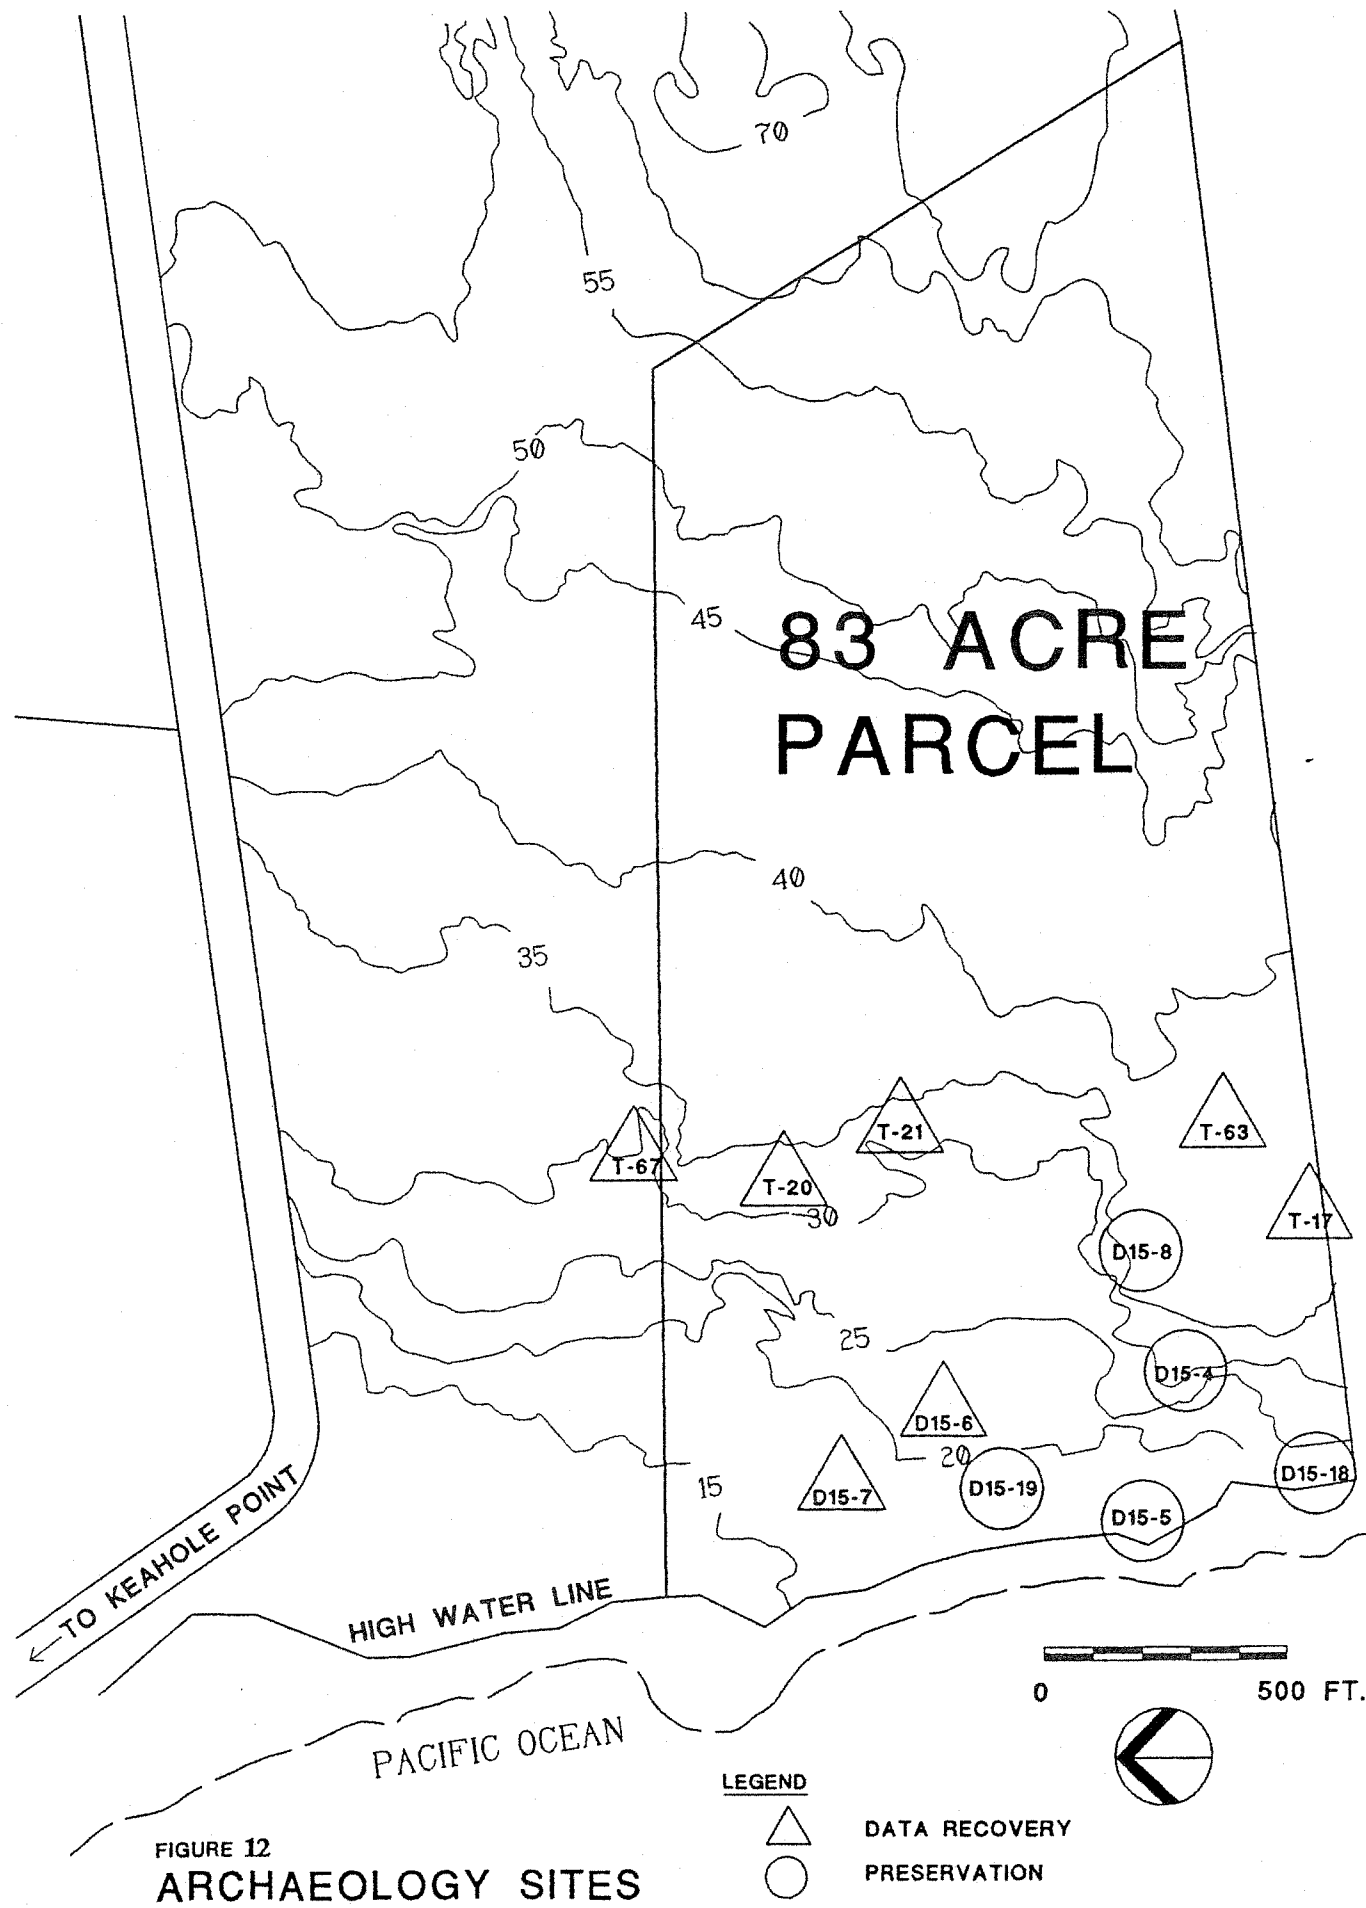 70
55
50
45
83 ACRE
PARCEL
40
35
T-21
T-63
T-67
T-20
30
T-17
D15-8
25
D15-4
D15-6
20
D15-18
15
D15-7
D15-19
D15-5
←TO KEAHOLE POINT
HIGH WATER LINE
0 500 FT.
PACIFIC OCEAN
LEGEND
DATA RECOVERY
PRESERVATION
FIGURE 12
ARCHAEOLOGY SITES